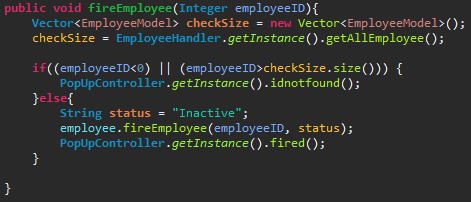 public void fireEmployee(Integer employeeID){
Vector<EmployeeModel> checkSize = new Vector<EmployeeModel>();
checkSize = EmployeeHandler.getInstance().getAllEmployee();
if((employeeID<0) || (employeeID>checkSize.size())) {
PopUpController.getInstance().idnotfound();
}else{
String status = "Inactive";
employee.fireEmployee(employeeID, status);
PopUpController.getInstance().fired();
}
}